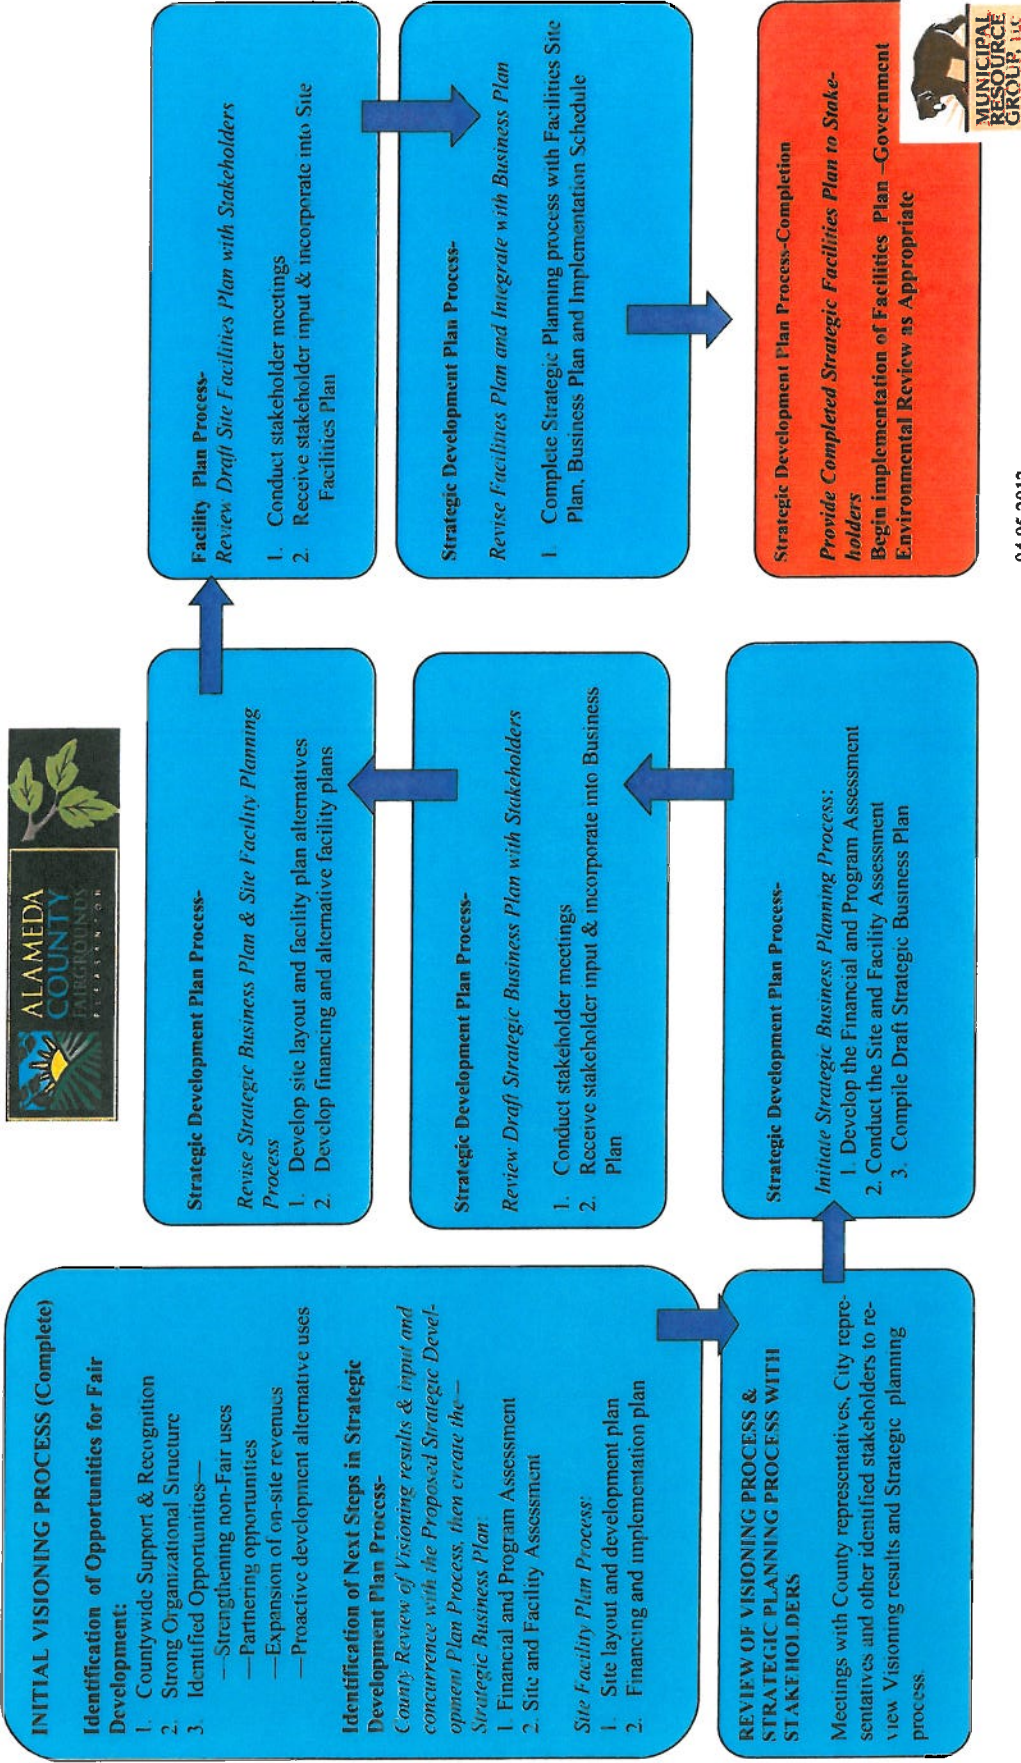 ALAMEDA
COUNTY
FAIRGROUNDS
PLEASANTON
INITIAL VISIONING PROCESS (Complete)
Identification of Opportunities for Fair
Development:
1. Countywide Support & Recognition
2. Strong Organizational Structure
3. Identified Opportunities—
—Strengthening non-Fair uses
—Partnering opportunities
—Expansion of on-site revenues
—Proactive development alternative uses
Identification of Next Steps in Strategic
Development Plan Process-
County Review of Visioning results & input and
concurrence with the Proposed Strategic Devel-
opment Plan Process, then create the—
Strategic Business Plan:
1. Financial and Program Assessment
2. Site and Facility Assessment
Site Facility Plan Process:
1. Site layout and development plan
2. Financing and implementation plan
REVIEW OF VISIONING PROCESS &
STRATEGIC PLANNING PROCESS WITH
STAKEHOLDERS
Meetings with County representatives, City repre-
sentatives and other identified stakeholders to re-
view Visioning results and Strategic planning
process.
Strategic Development Plan Process-
Initiate Strategic Business Planning Process:
1. Develop the Financial and Program Assessment
2. Conduct the Site and Facility Assessment
3. Compile Draft Strategic Business Plan
Strategic Development Plan Process-
Review Draft Strategic Business Plan with Stakeholders
1. Conduct stakeholder meetings
2. Receive stakeholder input & incorporate into Business
Plan
Strategic Development Plan Process-
Revise Strategic Business Plan & Site Facility Planning
Process
1. Develop site layout and facility plan alternatives
2. Develop financing and alternative facility plans
Facility Plan Process-
Review Draft Site Facilities Plan with Stakeholders
1. Conduct stakeholder meetings
2. Receive stakeholder input & incorporate into Site
Facilities Plan
Strategic Development Plan Process-
Revise Facilines Plan and Integrate with Business Plan
1. Complete Strategic Planning process with Facilities Site
Plan, Business Plan and Implementation Schedule
Strategic Development Plan Process-Completion
Provide Completed Strategic Facilities Plan to Stake-
holders
Begin implementation of Facilities Plan –Government
Environmental Review as Appropriate
MUNICIPAL
RESOURCE
GROUP, LLC
04.05.2012